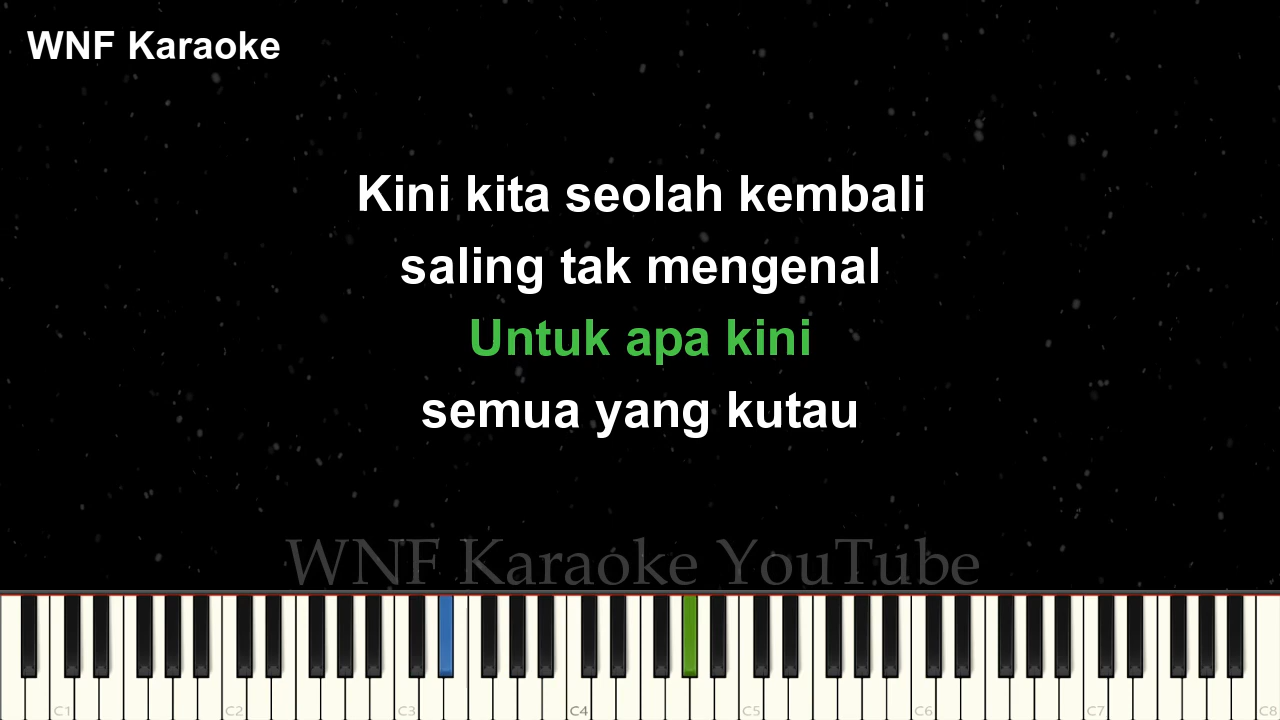 WNF Karaoke
Kini kita seolah kembali
saling tak mengenal
Untuk apa kini
semua yang kutau
WNF Karaoke YouTube
C1 C2 C3 C4 C5 C6 C7 C8